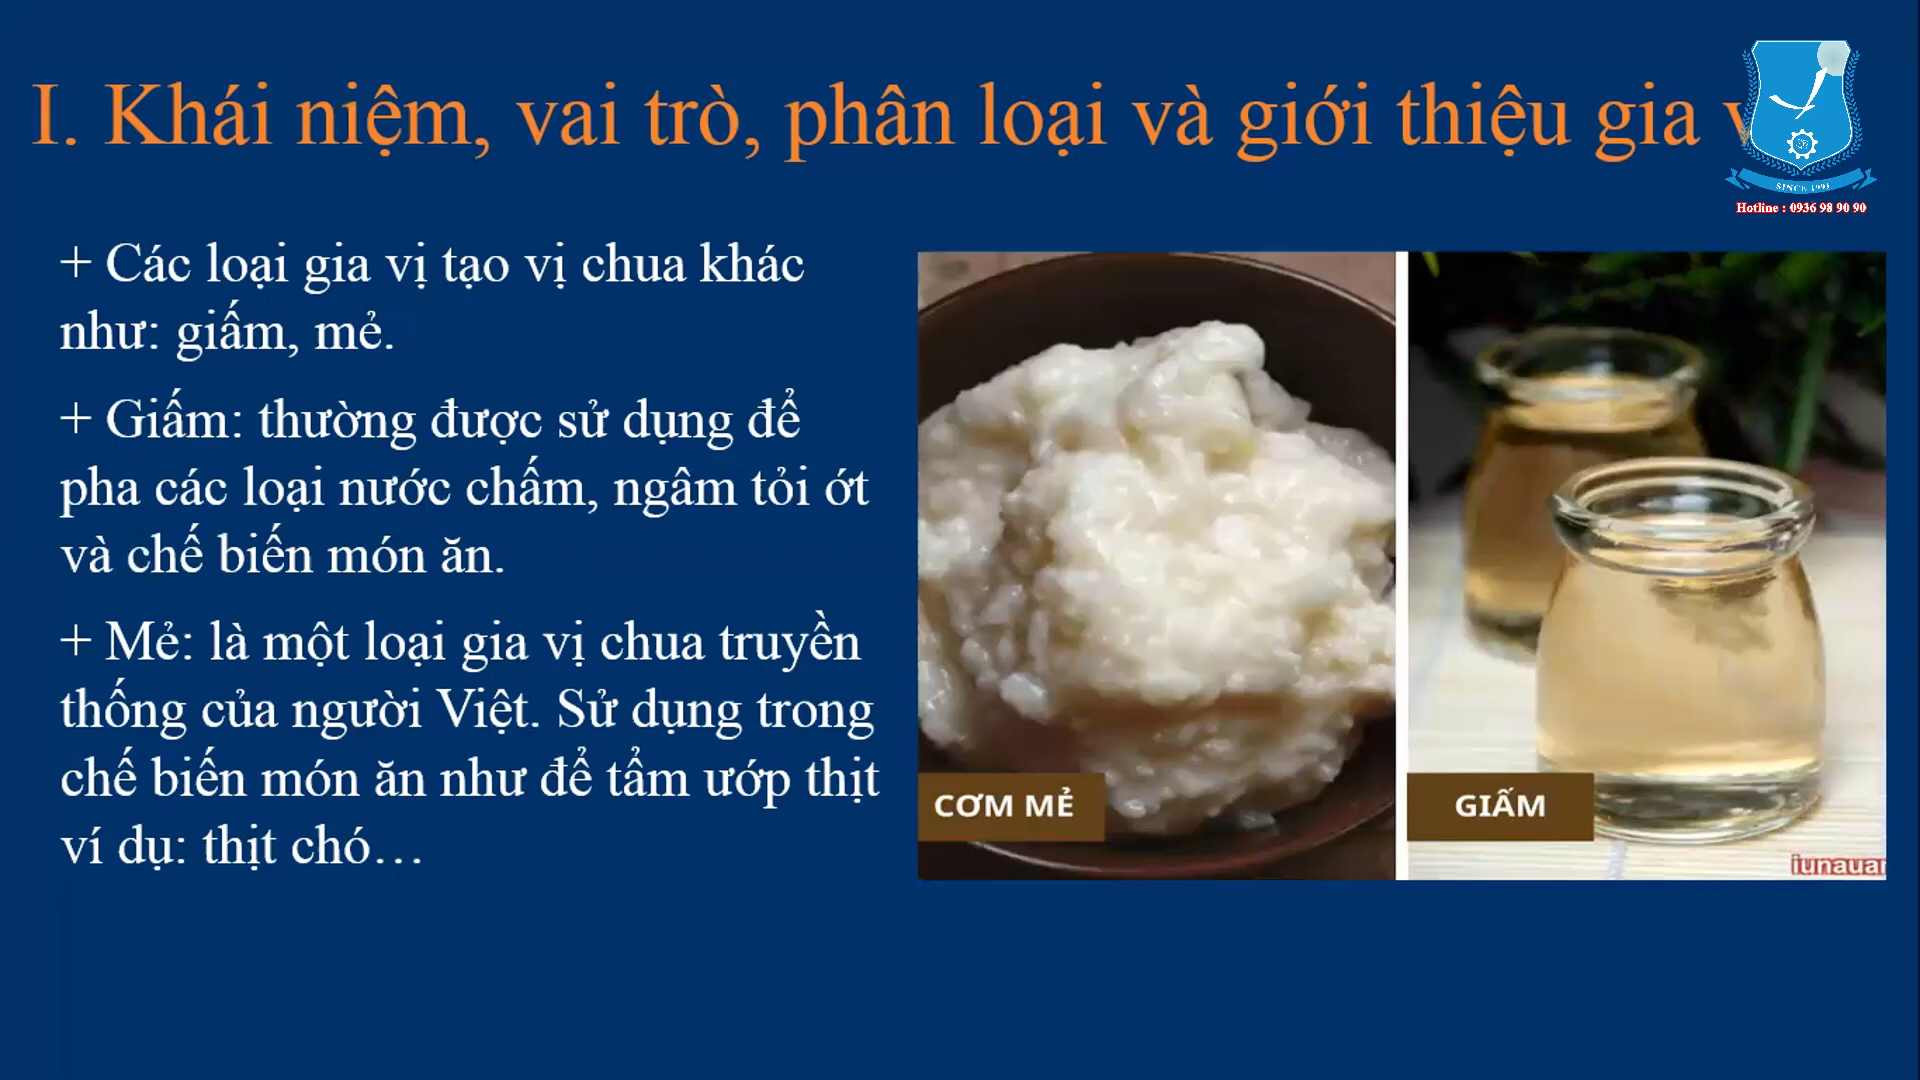 I. Khái niệm, vai trò, phân loại và giới thiệu gia
SINCE 1993
Hotline : 0936 98 90 90
+ Các loại gia vị tạo vị chua khác
như: giấm, mẻ.
+ Giấm: thường được sử dụng để
pha các loại nước chấm, ngâm tỏi ớt
và chế biến món ăn.
+ Mẻ: là một loại gia vị chua truyền
thống của người Việt. Sử dụng trong
chế biến món ăn như để tẩm ướp thịt
ví dụ: thịt chó…
CƠM MẺ
GIẤM